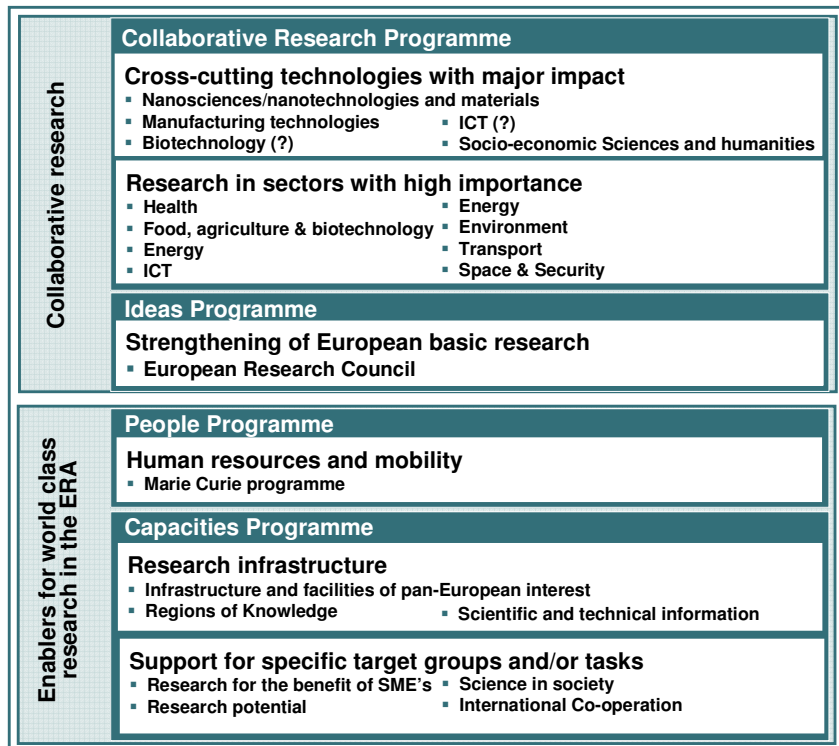 Collaborative research
Collaborative Research Programme
Cross-cutting technologies with major impact
▪ Nanosciences/nanotechnologies and materials
▪ Manufacturing technologies
▪ ICT (?)
▪ Biotechnology (?)
▪ Socio-economic Sciences and humanities
Research in sectors with high importance
▪ Health
▪ Food, agriculture & biotechnology
▪ Energy
▪ ICT
▪ Energy
▪ Environment
▪ Transport
▪ Space & Security
Ideas Programme
Strengthening of European basic research
▪ European Research Council
Enablers for world class
research in the ERA
People Programme
Human resources and mobility
▪ Marie Curie programme
Capacities Programme
Research infrastructure
▪ Infrastructure and facilities of pan-European interest
▪ Regions of Knowledge
▪ Scientific and technical information
Support for specific target groups and/or tasks
▪ Research for the benefit of SME's
▪ Research potential
▪ Science in society
▪ International Co-operation